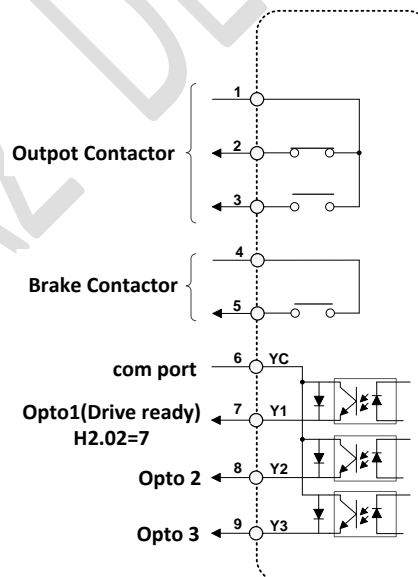 1
Outpot Contactor
2
3
4
Brake Contactor
5
com port
6 YC
Opto1(Drive ready)
H2.02=7
7 Y1
Opto 2
8 Y2
Opto 3
9 Y3